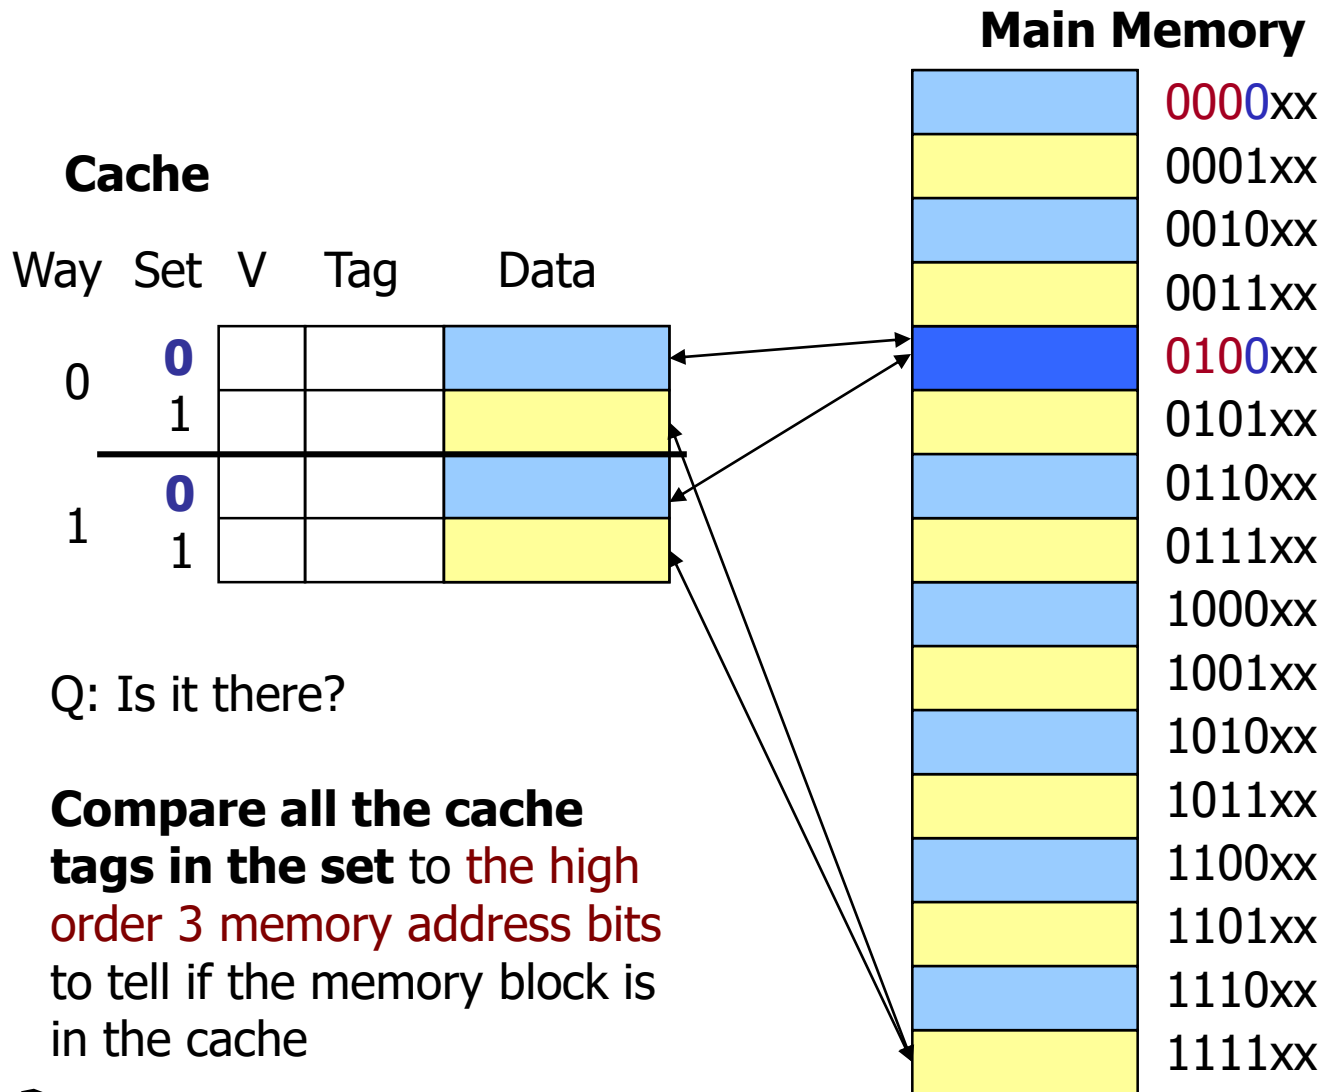 Main Memory
Cache
Way Set V Tag Data
0 0
1
1 0
1
0000xx
0001xx
0010xx
0011xx
0100xx
0101xx
0110xx
0111xx
1000xx
1001xx
1010xx
1011xx
1100xx
1101xx
1110xx
1111xx
Q: Is it there?
Compare all the cache
tags in the set to the high
order 3 memory address bits
to tell if the memory block is
in the cache